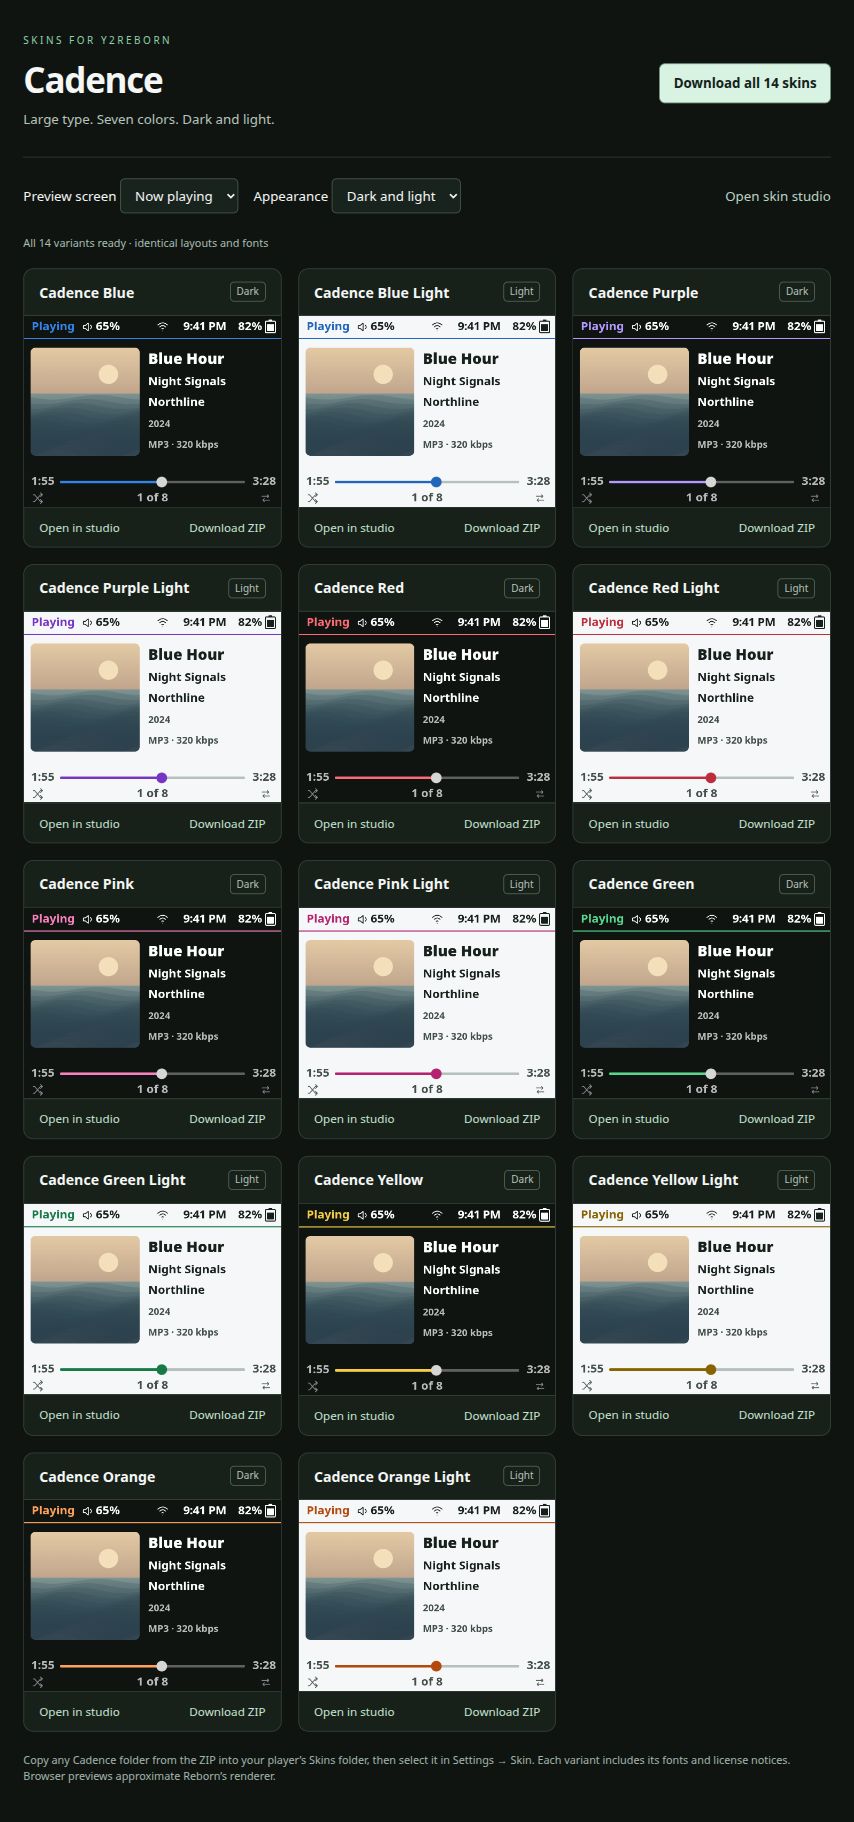 SKINS FOR Y2REBORN
Cadence
Download all 14 skins
Large type. Seven colors. Dark and light.
Preview screen Now playing Appearance Dark and light Open skin studio
All 14 variants ready · identical layouts and fonts
Cadence Blue Dark
Playing 65% 9:41 PM 82%
Blue Hour
Night Signals
Northline
2024
MP3 · 320 kbps
1:55 3:28
1 of 8
Open in studio Download ZIP
Cadence Blue Light Light
Playing 65% 9:41 PM 82%
Blue Hour
Night Signals
Northline
2024
MP3 · 320 kbps
1:55 3:28
1 of 8
Open in studio Download ZIP
Cadence Purple Dark
Playing 65% 9:41 PM 82%
Blue Hour
Night Signals
Northline
2024
MP3 · 320 kbps
1:55 3:28
1 of 8
Open in studio Download ZIP
Cadence Purple Light Light
Playing 65% 9:41 PM 82%
Blue Hour
Night Signals
Northline
2024
MP3 · 320 kbps
1:55 3:28
1 of 8
Open in studio Download ZIP
Cadence Red Dark
Playing 65% 9:41 PM 82%
Blue Hour
Night Signals
Northline
2024
MP3 · 320 kbps
1:55 3:28
1 of 8
Open in studio Download ZIP
Cadence Red Light Light
Playing 65% 9:41 PM 82%
Blue Hour
Night Signals
Northline
2024
MP3 · 320 kbps
1:55 3:28
1 of 8
Open in studio Download ZIP
Cadence Pink Dark
Playing 65% 9:41 PM 82%
Blue Hour
Night Signals
Northline
2024
MP3 · 320 kbps
1:55 3:28
1 of 8
Open in studio Download ZIP
Cadence Pink Light Light
Playing 65% 9:41 PM 82%
Blue Hour
Night Signals
Northline
2024
MP3 · 320 kbps
1:55 3:28
1 of 8
Open in studio Download ZIP
Cadence Green Dark
Playing 65% 9:41 PM 82%
Blue Hour
Night Signals
Northline
2024
MP3 · 320 kbps
1:55 3:28
1 of 8
Open in studio Download ZIP
Cadence Green Light Light
Playing 65% 9:41 PM 82%
Blue Hour
Night Signals
Northline
2024
MP3 · 320 kbps
1:55 3:28
1 of 8
Open in studio Download ZIP
Cadence Yellow Dark
Playing 65% 9:41 PM 82%
Blue Hour
Night Signals
Northline
2024
MP3 · 320 kbps
1:55 3:28
1 of 8
Open in studio Download ZIP
Cadence Yellow Light Light
Playing 65% 9:41 PM 82%
Blue Hour
Night Signals
Northline
2024
MP3 · 320 kbps
1:55 3:28
1 of 8
Open in studio Download ZIP
Cadence Orange Dark
Playing 65% 9:41 PM 82%
Blue Hour
Night Signals
Northline
2024
MP3 · 320 kbps
1:55 3:28
1 of 8
Open in studio Download ZIP
Cadence Orange Light Light
Playing 65% 9:41 PM 82%
Blue Hour
Night Signals
Northline
2024
MP3 · 320 kbps
1:55 3:28
1 of 8
Open in studio Download ZIP
Copy any Cadence folder from the ZIP into your player's Skins folder, then select it in Settings → Skin. Each variant includes its fonts and license notices.
Browser previews approximate Reborn's renderer.